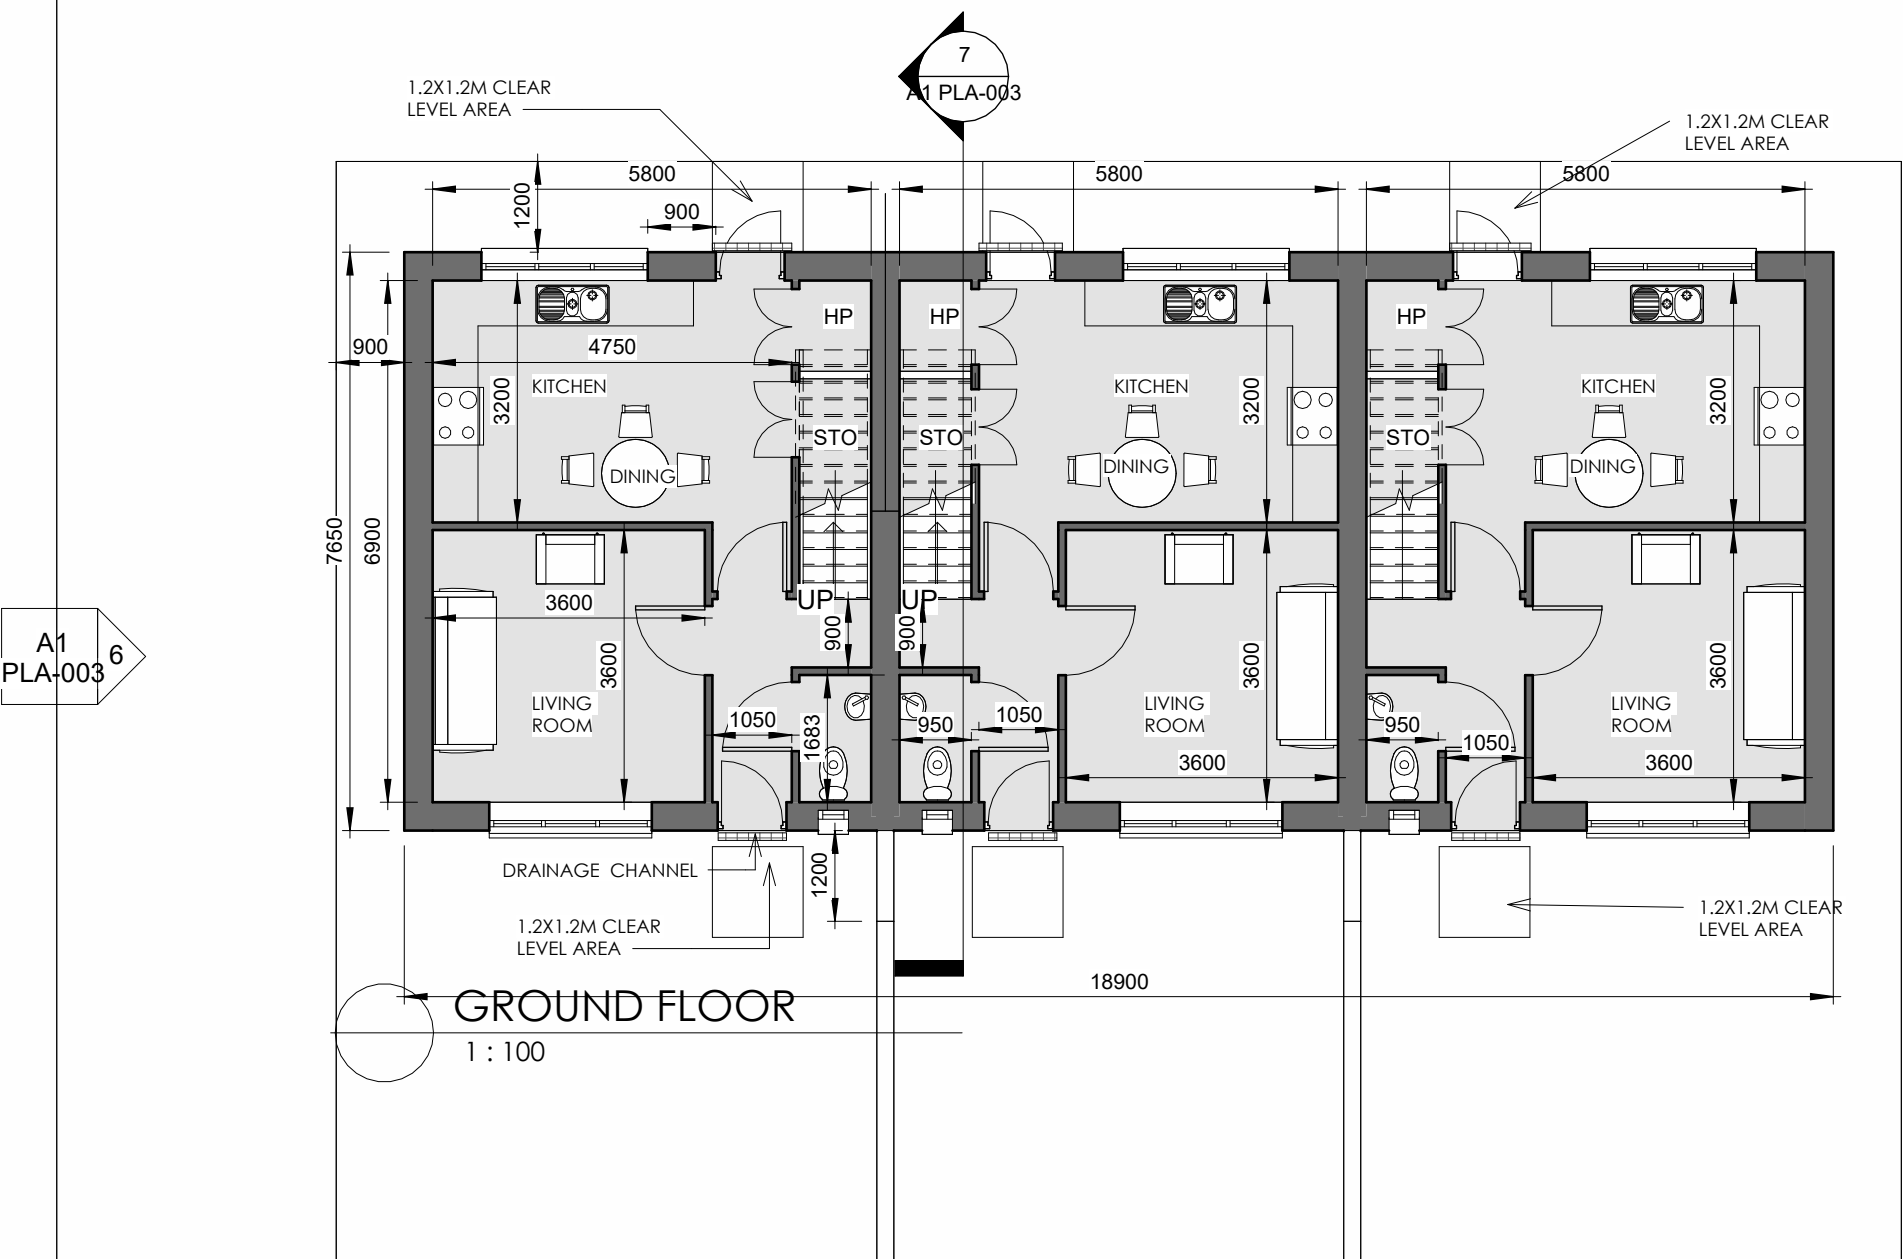 7
A1 PLA-003
1.2X1.2M CLEAR
LEVEL AREA
1.2X1.2M CLEAR
LEVEL AREA
5800
5800
5800
1200
900
HP
HP
HP
900
4750
KITCHEN
KITCHEN
KITCHEN
3200
3200
3200
STO
STO
STO
DINING
DINING
DINING
7650
6900
3600
UP
UP
900
900
A1
PLA-003
6
3600
3600
3600
LIVING
ROOM
LIVING
ROOM
LIVING
ROOM
1050
1683
950
1050
950
1050
3600
3600
DRAINAGE CHANNEL
1200
1.2X1.2M CLEAR
LEVEL AREA
1.2X1.2M CLEAR
LEVEL AREA
18900
GROUND FLOOR
1 : 100